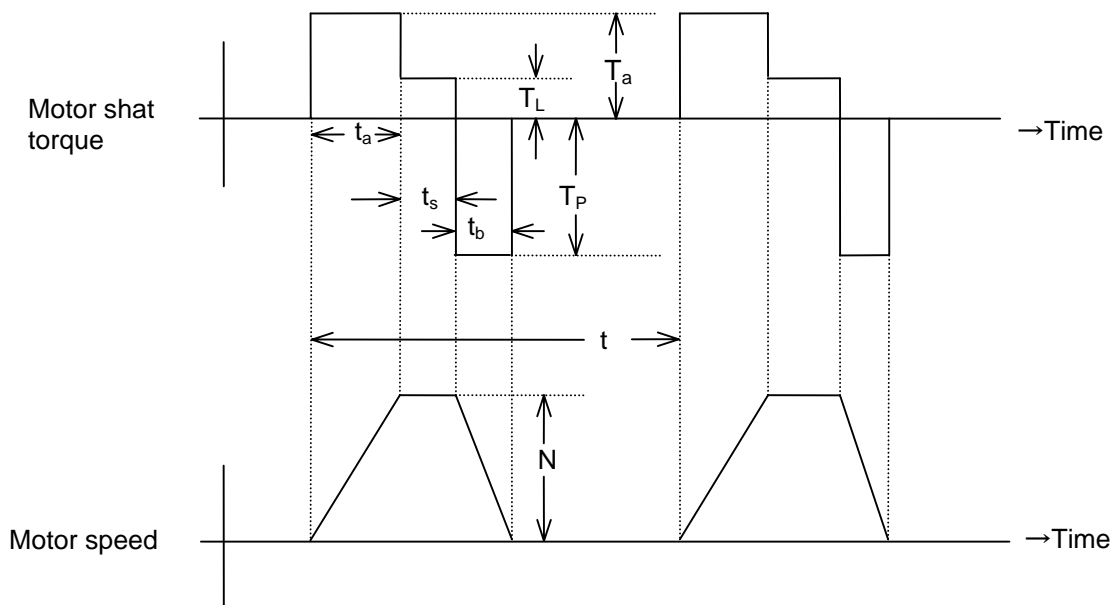 Motor shat
torque
Ta
TL
→Time
ta
ts
TP
tb
t
N
Motor speed
→Time